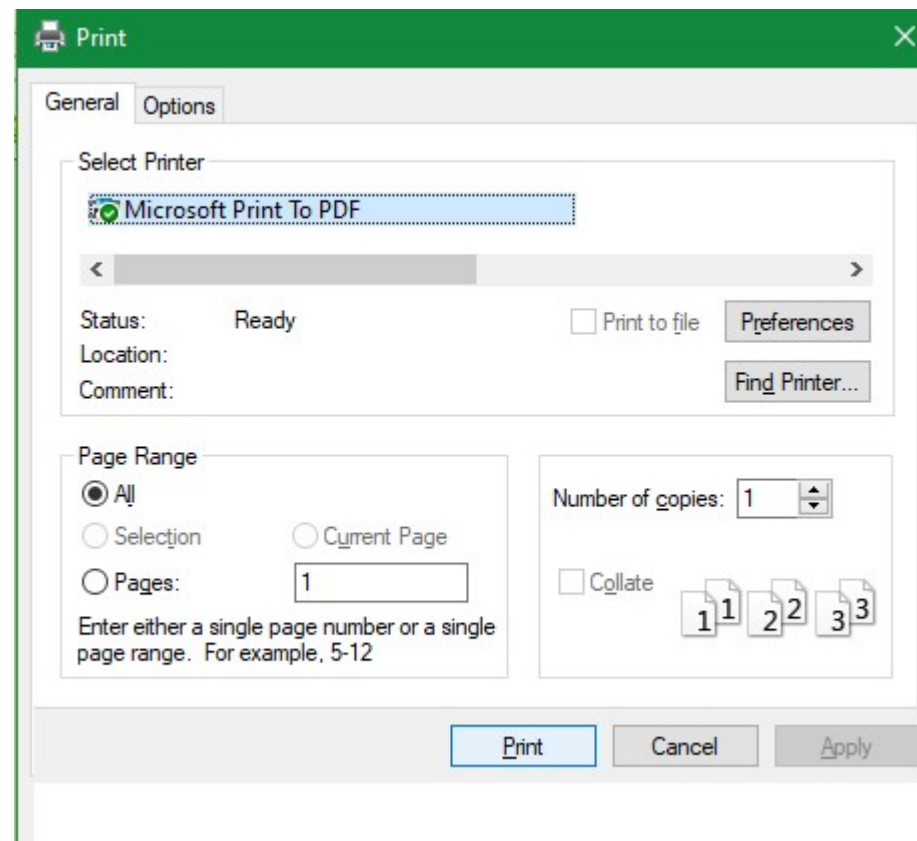 Print
General Options
Select Printer
Microsoft Print To PDF
Status: Ready Print to file Preferences
Location:
Comment: Find Printer...
Page Range
All
Selection Current Page
Pages: 1
Enter either a single page number or a single
page range. For example, 5-12
Number of copies: 1
Collate
1 1 2 2 3 3
Print Cancel Apply